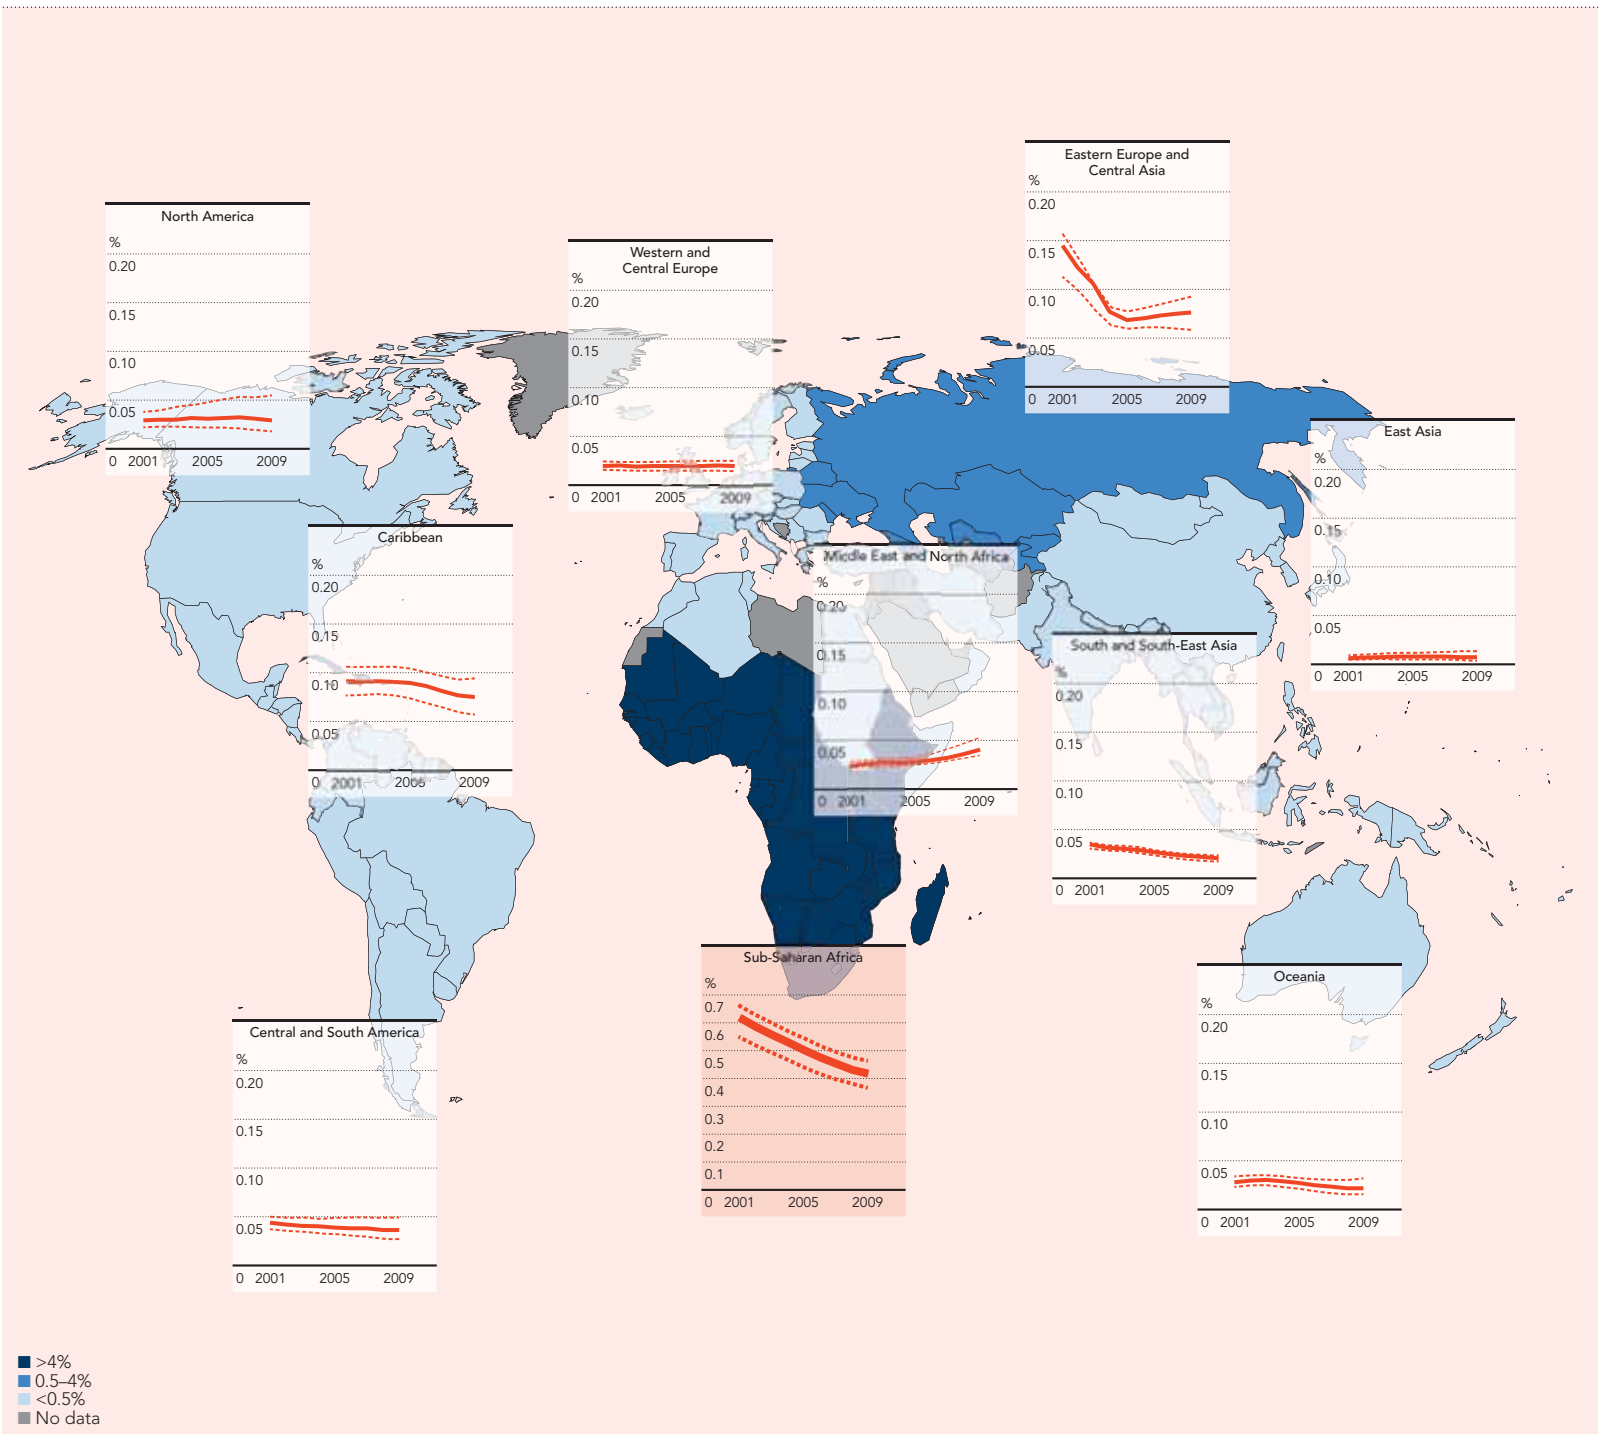 Eastern Europe and
Central Asia
%
0.20
0.15
0.10
0.05
0 2001 2005 2009
North America
%
0.20
0.15
0.10
0.05
0 2001 2005 2009
Western and
Central Europe
%
0.20
0.15
0.10
0.05
0 2001 2005 2009
East Asia
%
0.20
0.15
0.10
0.05
0 2001 2005 2009
Caribbean
%
0.20
0.15
0.10
0.05
0 2001 2005 2009
Middle East and North Africa
%
0.20
0.15
0.10
0.05
0 2001 2005 2009
South and South-East Asia
%
0.20
0.15
0.10
0.05
0 2001 2005 2009
Sub-Saharan Africa
%
0.7
0.6
0.5
0.4
0.3
0.2
0.1
0 2001 2005 2009
Oceania
%
0.20
0.15
0.10
0.05
0 2001 2005 2009
Central and South America
%
0.20
0.15
0.10
0.05
0 2001 2005 2009
>4%
0.5–4%
<0.5%
No data